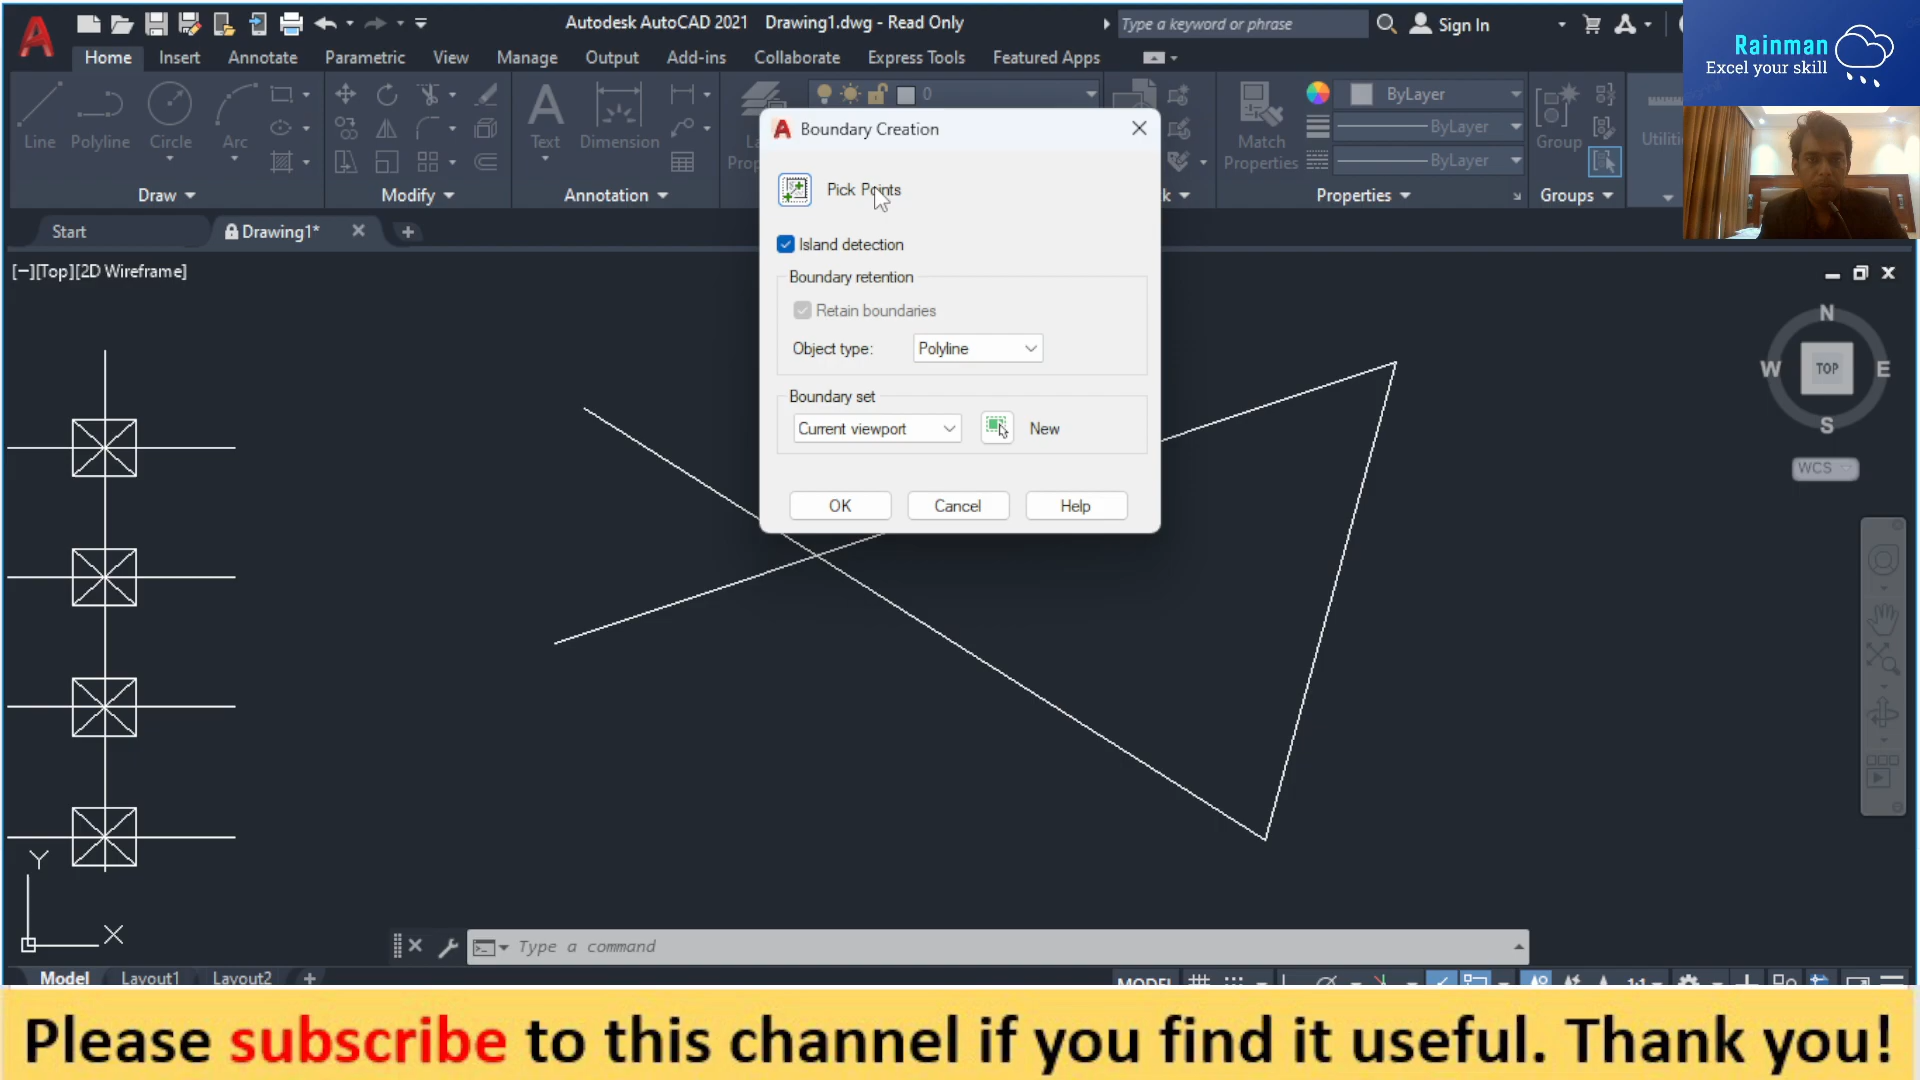 Autodesk AutoCAD 2021 Drawing1.dwg - Read Only
Type a keyword or phrase
Sign In
Rainman
Excel your skill
Home Insert Annotate Parametric View Manage Output Add-ins Collaborate Express Tools Featured Apps
0
ByLayer
ByLayer
ByLayer
Line Polyline Circle Arc
Text Dimension
Match
Properties
Group
Draw Modify Annotation Properties Groups
Start Drawing1*
[−][Top][2D Wireframe]
Boundary Creation
Pick Points
Island detection
Boundary retention
Retain boundaries
Object type: Polyline
Boundary set
Current viewport New
OK Cancel Help
N
W TOP E
S
WCS
Y
X
Type a command
Model Layout1 Layout2
MODEL 1:1
Please subscribe to this channel if you find it useful. Thank you!